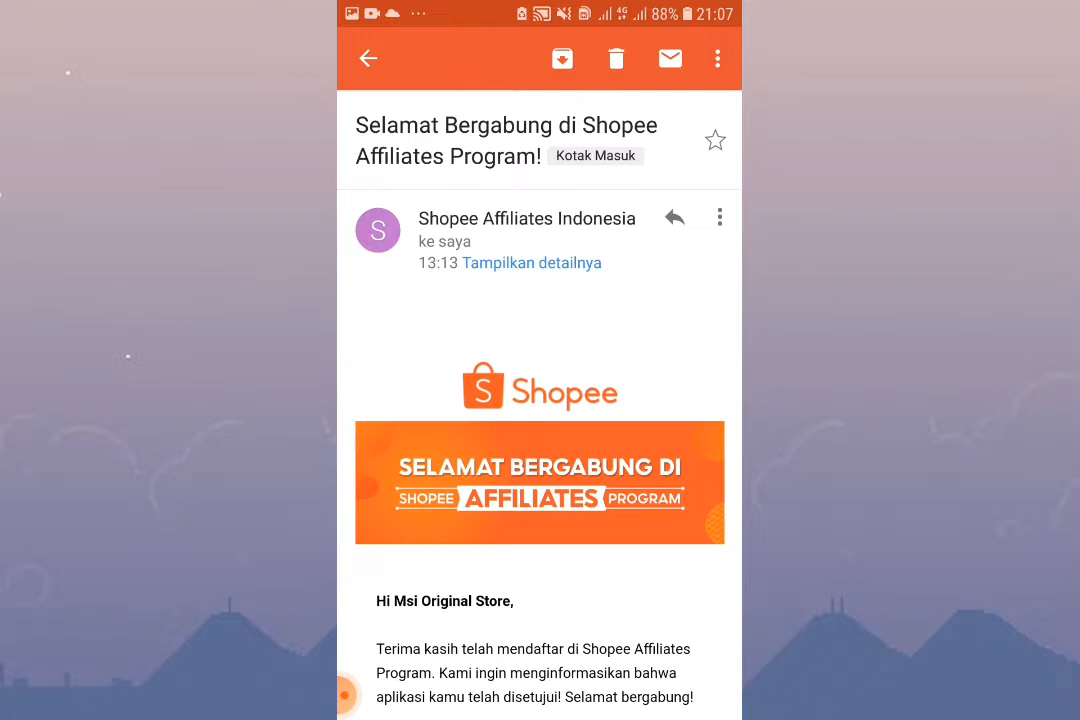 4G 88% 21:07
Selamat Bergabung di Shopee
Affiliates Program! Kotak Masuk
S
Shopee Affiliates Indonesia
ke saya
13:13 Tampilkan detailnya
S Shopee
SELAMAT BERGABUNG DI
SHOPEE AFFILIATES PROGRAM
Hi Msi Original Store,
Terima kasih telah mendaftar di Shopee Affiliates
Program. Kami ingin menginformasikan bahwa
aplikasi kamu telah disetujui! Selamat bergabung!